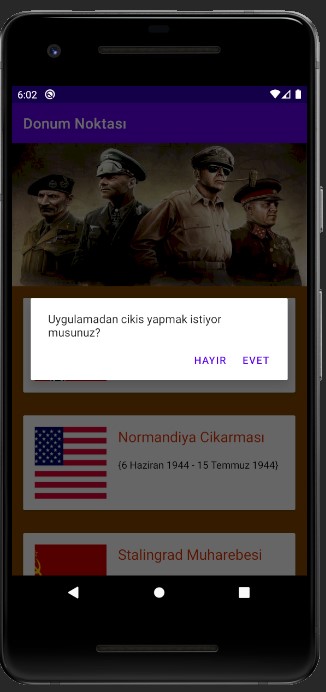 6:02
Donum Noktası
Uygulamadan cikis yapmak istiyor
musunuz?
HAYIR EVET
Normandiya Cikarması
{6 Haziran 1944 - 15 Temmuz 1944}
Stalingrad Muharebesi